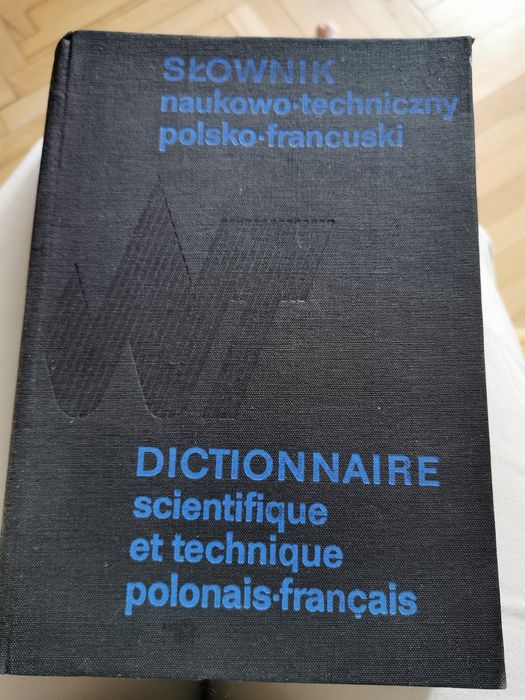 SŁOWNIK
naukowo-techniczny
polsko-francuski
DICTIONNAIRE
scientifique
et technique
polonais-français